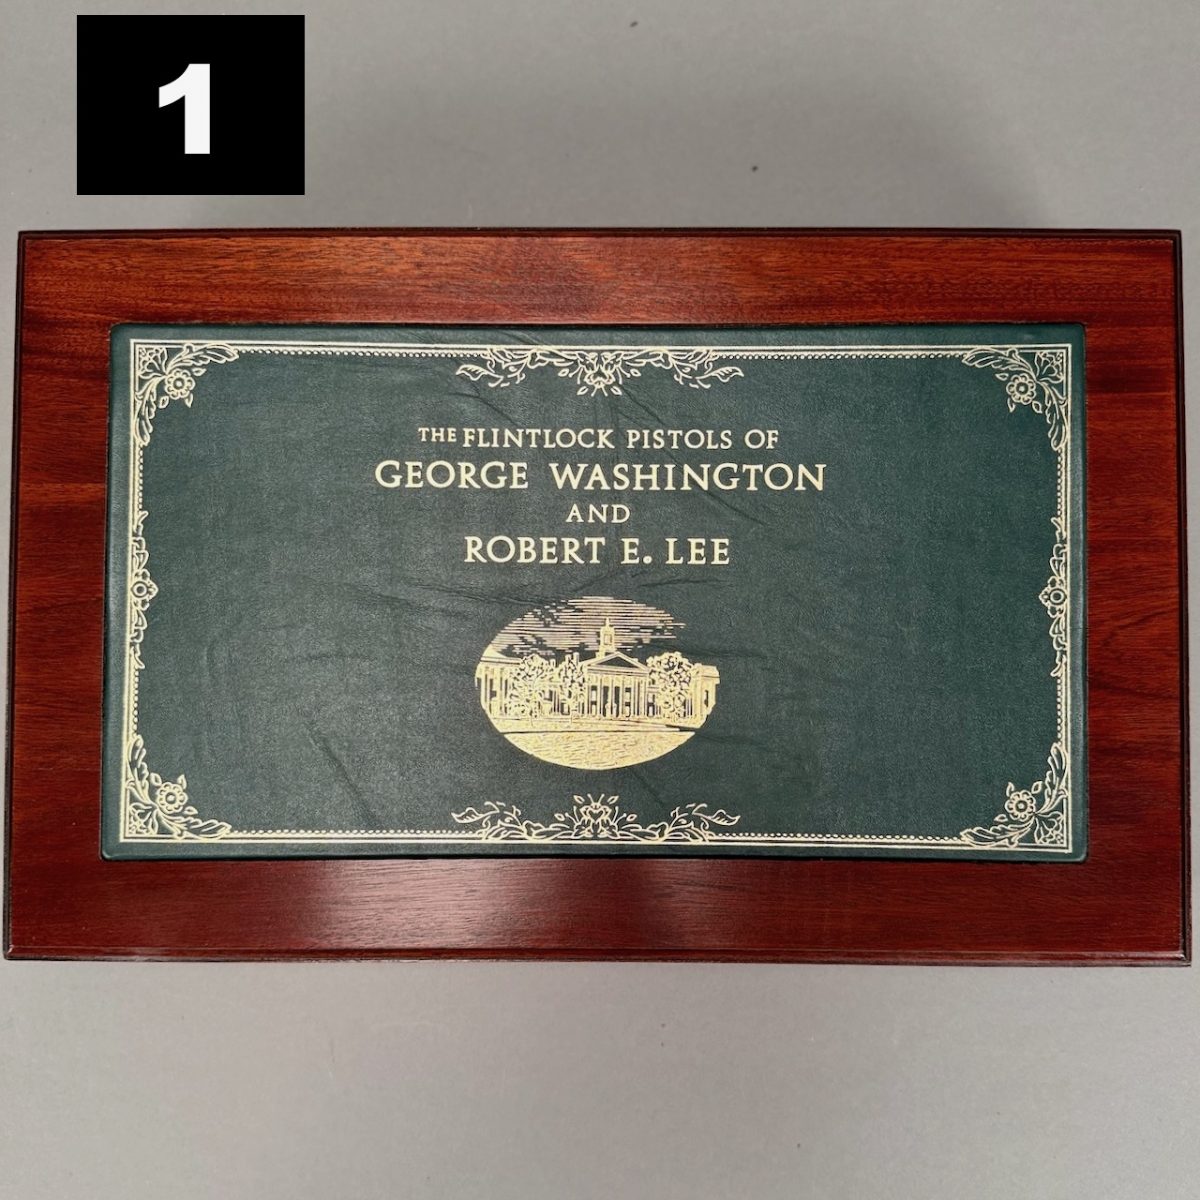 1
THE FLINTLOCK PISTOLS OF
GEORGE WASHINGTON
AND
ROBERT E. LEE